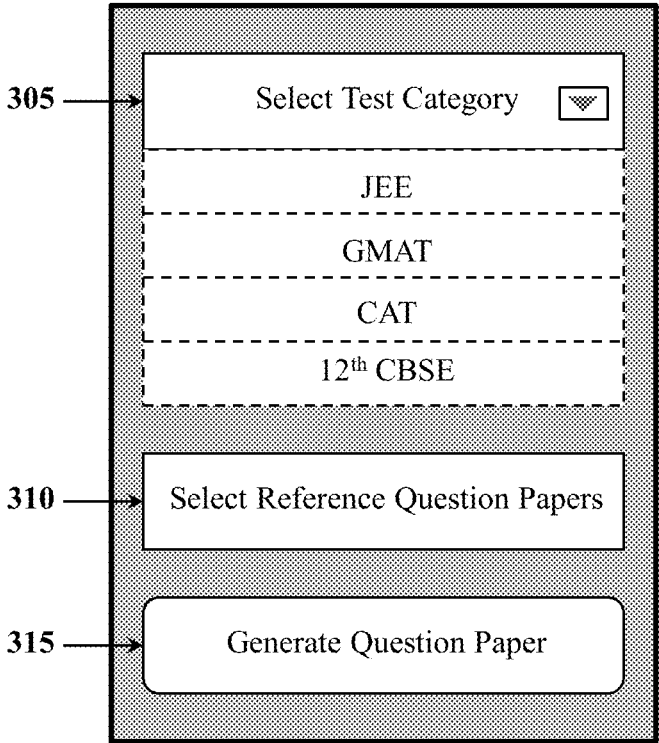 305
Select Test Category
JEE
GMAT
CAT
12th CBSE
310
Select Reference Question Papers
315
Generate Question Paper